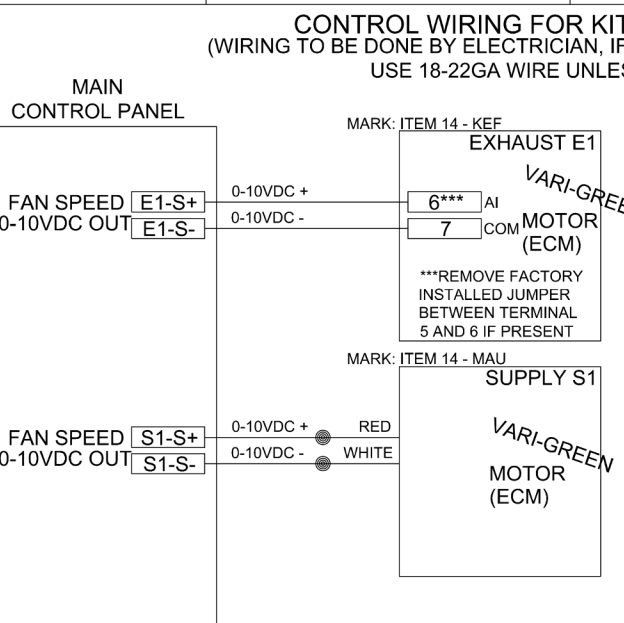 CONTROL WIRING FOR KIT
(WIRING TO BE DONE BY ELECTRICIAN, IF
USE 18-22GA WIRE UNLES
MAIN
CONTROL PANEL
MARK: ITEM 14 - KEF
EXHAUST E1
VARI-GREE
FAN SPEED E1-S+ 0-10VDC + 6*** AI
0-10VDC OUT E1-S- 0-10VDC - 7 COM
MOTOR
(ECM)
***REMOVE FACTORY
INSTALLED JUMPER
BETWEEN TERMINAL
5 AND 6 IF PRESENT
MARK: ITEM 14 - MAU
SUPPLY S1
VARI-GREEN
FAN SPEED S1-S+ 0-10VDC + RED
0-10VDC OUT S1-S- 0-10VDC - WHITE
MOTOR
(ECM)